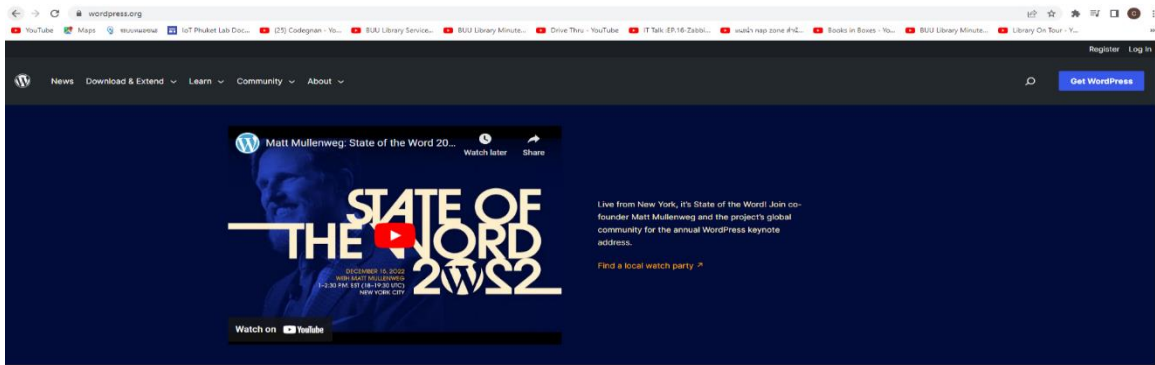 wordpress.org
YouTube Maps IoT Phuket Lab Doc... (25) Codegnan - Yo... BUU Library Service... BUU Library Minute... Drive Thru - YouTube IT Talk :EP.16-Zabbi... nap zone Books in Boxes - Yo... BUU Library Minute... Library On Tour - Y...
Register Log In
News Download & Extend Learn Community About Get WordPress
Matt Mullenweg: State of the Word 20...
Watch later Share
STATE OF
THE WORD
2022
DECEMBER 15, 2022
WITH MATT MULLENWEG
1–2:30 P.M. EST (18–19:30 UTC)
NEW YORK CITY
Watch on YouTube
Live from New York, it's State of the Word! Join co-
founder Matt Mullenweg and the project's global
community for the annual WordPress keynote
address.
Find a local watch party ↗